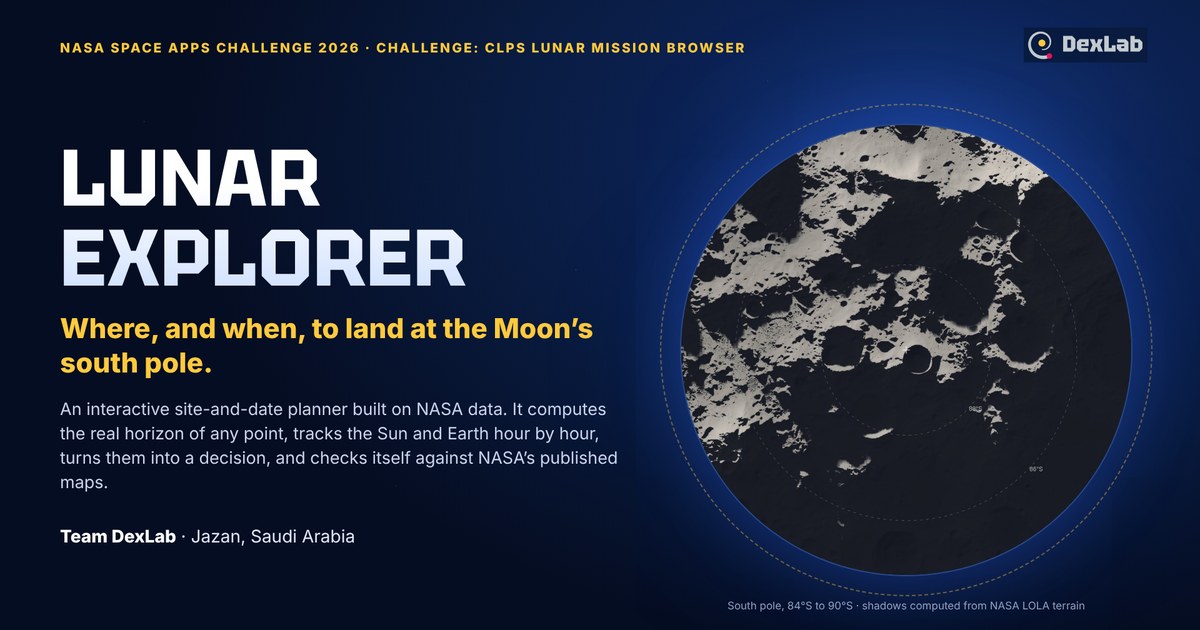 NASA SPACE APPS CHALLENGE 2026 · CHALLENGE: CLPS LUNAR MISSION BROWSER
DexLab
LUNAR
EXPLORER
Where, and when, to land at the Moon’s
south pole.
An interactive site-and-date planner built on NASA data. It computes
the real horizon of any point, tracks the Sun and Earth hour by hour,
turns them into a decision, and checks itself against NASA’s published
maps.
Team DexLab · Jazan, Saudi Arabia
86°S
South pole, 84°S to 90°S · shadows computed from NASA LOLA terrain